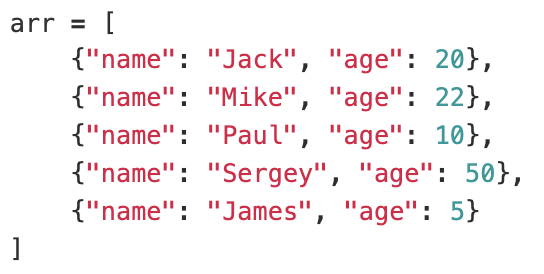 arr = [
    {"name": "Jack", "age": 20},
    {"name": "Mike", "age": 22},
    {"name": "Paul", "age": 10},
    {"name": "Sergey", "age": 50},
    {"name": "James", "age": 5}
]